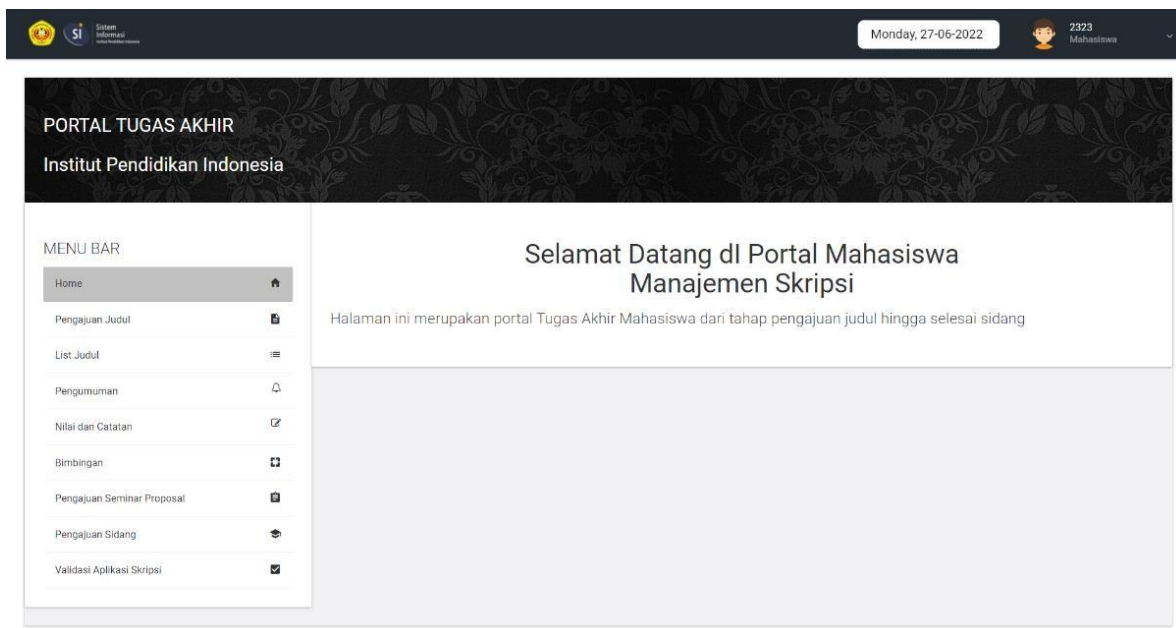 Sistem
Informasi
Monday, 27-06-2022
2323
Mahasiswa
PORTAL TUGAS AKHIR
Institut Pendidikan Indonesia
MENU BAR
Home
Pengajuan Judul
List Judul
Pengumuman
Nilai dan Catatan
Bimbingan
Pengajuan Seminar Proposal
Pengajuan Sidang
Validasi Aplikasi Skripsi
Selamat Datang dI Portal Mahasiswa
Manajemen Skripsi
Halaman ini merupakan portal Tugas Akhir Mahasiswa dari tahap pengajuan judul hingga selesai sidang